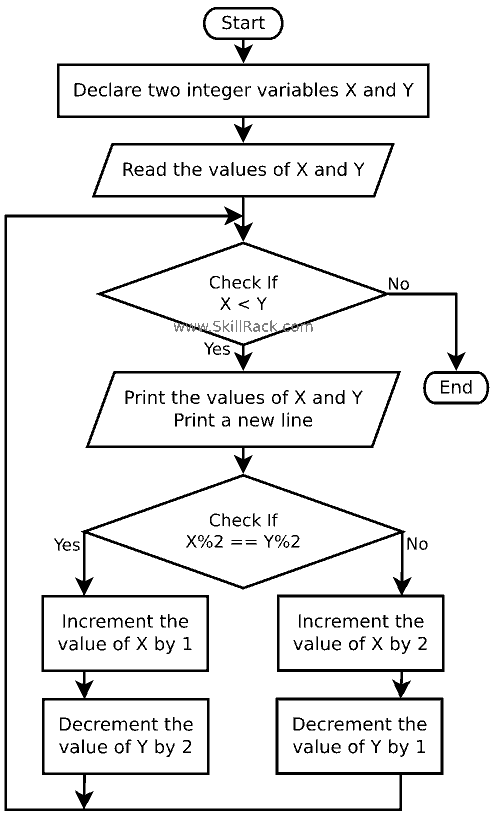 Start
Declare two integer variables X and Y
Read the values of X and Y
Check If
X < Y
No
www.SkillRack.com
Yes
End
Print the values of X and Y
Print a new line
Check If
X%2 == Y%2
Yes
No
Increment the
value of X by 1
Increment the
value of X by 2
Decrement the
value of Y by 2
Decrement the
value of Y by 1